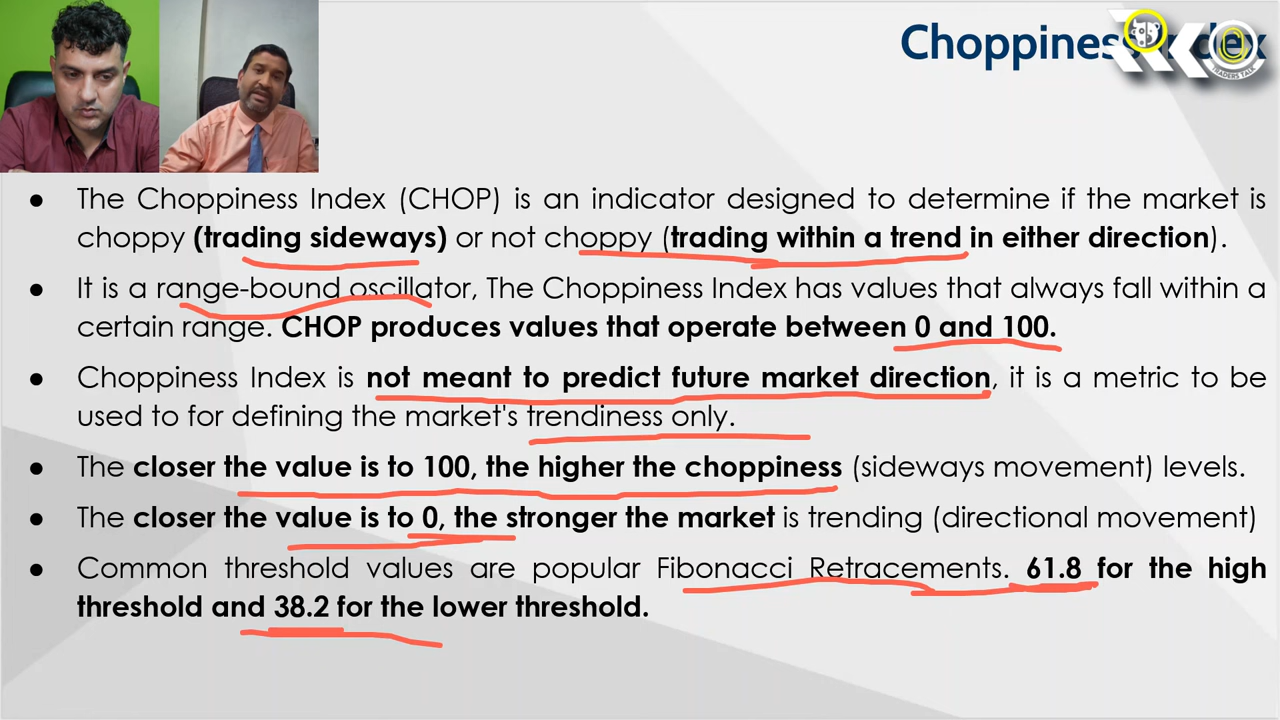 Choppiness Index
TRADERS TALK
● The Choppiness Index (CHOP) is an indicator designed to determine if the market is
choppy (trading sideways) or not choppy (trading within a trend in either direction).
● It is a range-bound oscillator, The Choppiness Index has values that always fall within a
certain range. CHOP produces values that operate between 0 and 100.
● Choppiness Index is not meant to predict future market direction, it is a metric to be
used to for defining the market's trendiness only.
● The closer the value is to 100, the higher the choppiness (sideways movement) levels.
● The closer the value is to 0, the stronger the market is trending (directional movement)
● Common threshold values are popular Fibonacci Retracements. 61.8 for the high
threshold and 38.2 for the lower threshold.